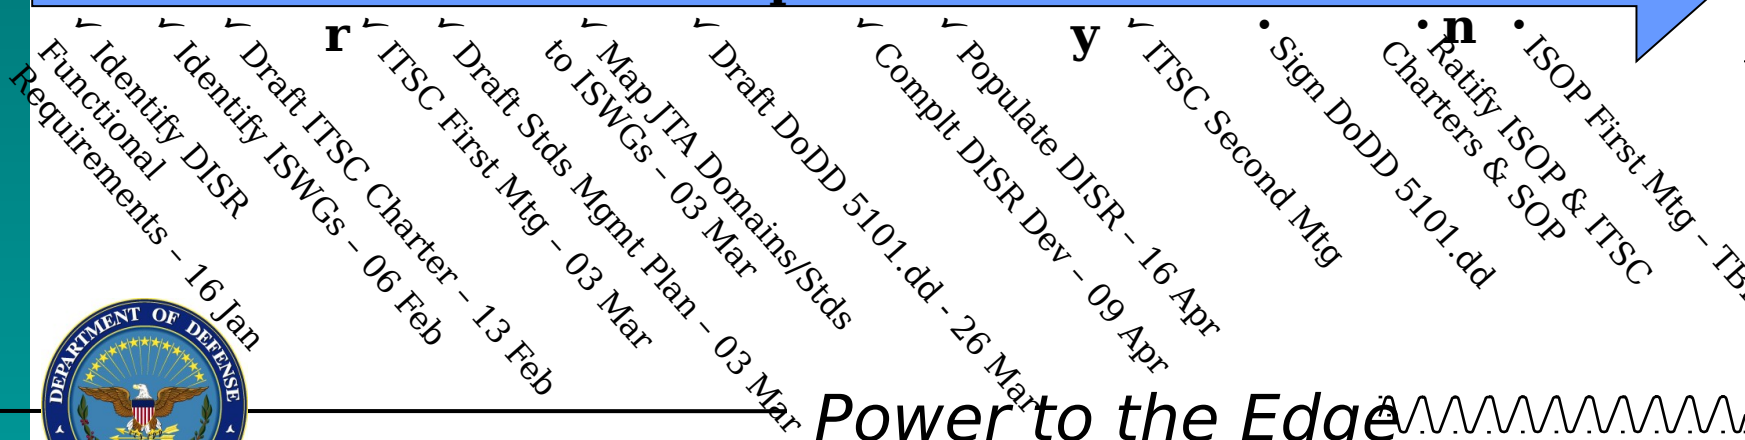 r
y
n
Identify DISR
Functional
Requirements – 16 Jan
Identify ISWGs – 06 Feb
Draft ITSC Charter – 13 Feb
ITSC First Mtg – 03 Mar
Draft Stds Mgmt Plan – 03 Mar
Map JTA Domains/Stds
to ISWGs – 03 Mar
Draft DoDD 5101.dd - 26 Mar
Complt DISR Dev – 09 Apr
Populate DISR – 16 Apr
ITSC Second Mtg
• Sign DoDD 5101.dd
• Ratify ISOP & ITSC
Charters & SOP
• ISOP First Mtg –
DEPARTMENT OF DEFENSE
Power to the Edge